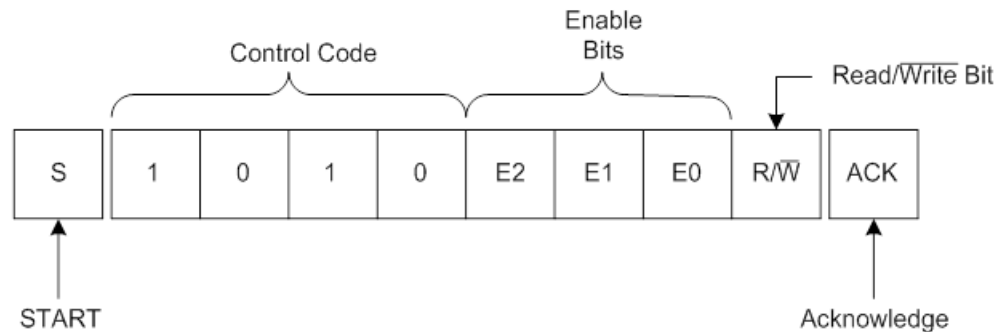 Enable
Bits
Control Code
Read/Write Bit
S 1 0 1 0 E2 E1 E0 R/W̅ ACK
START
Acknowledge